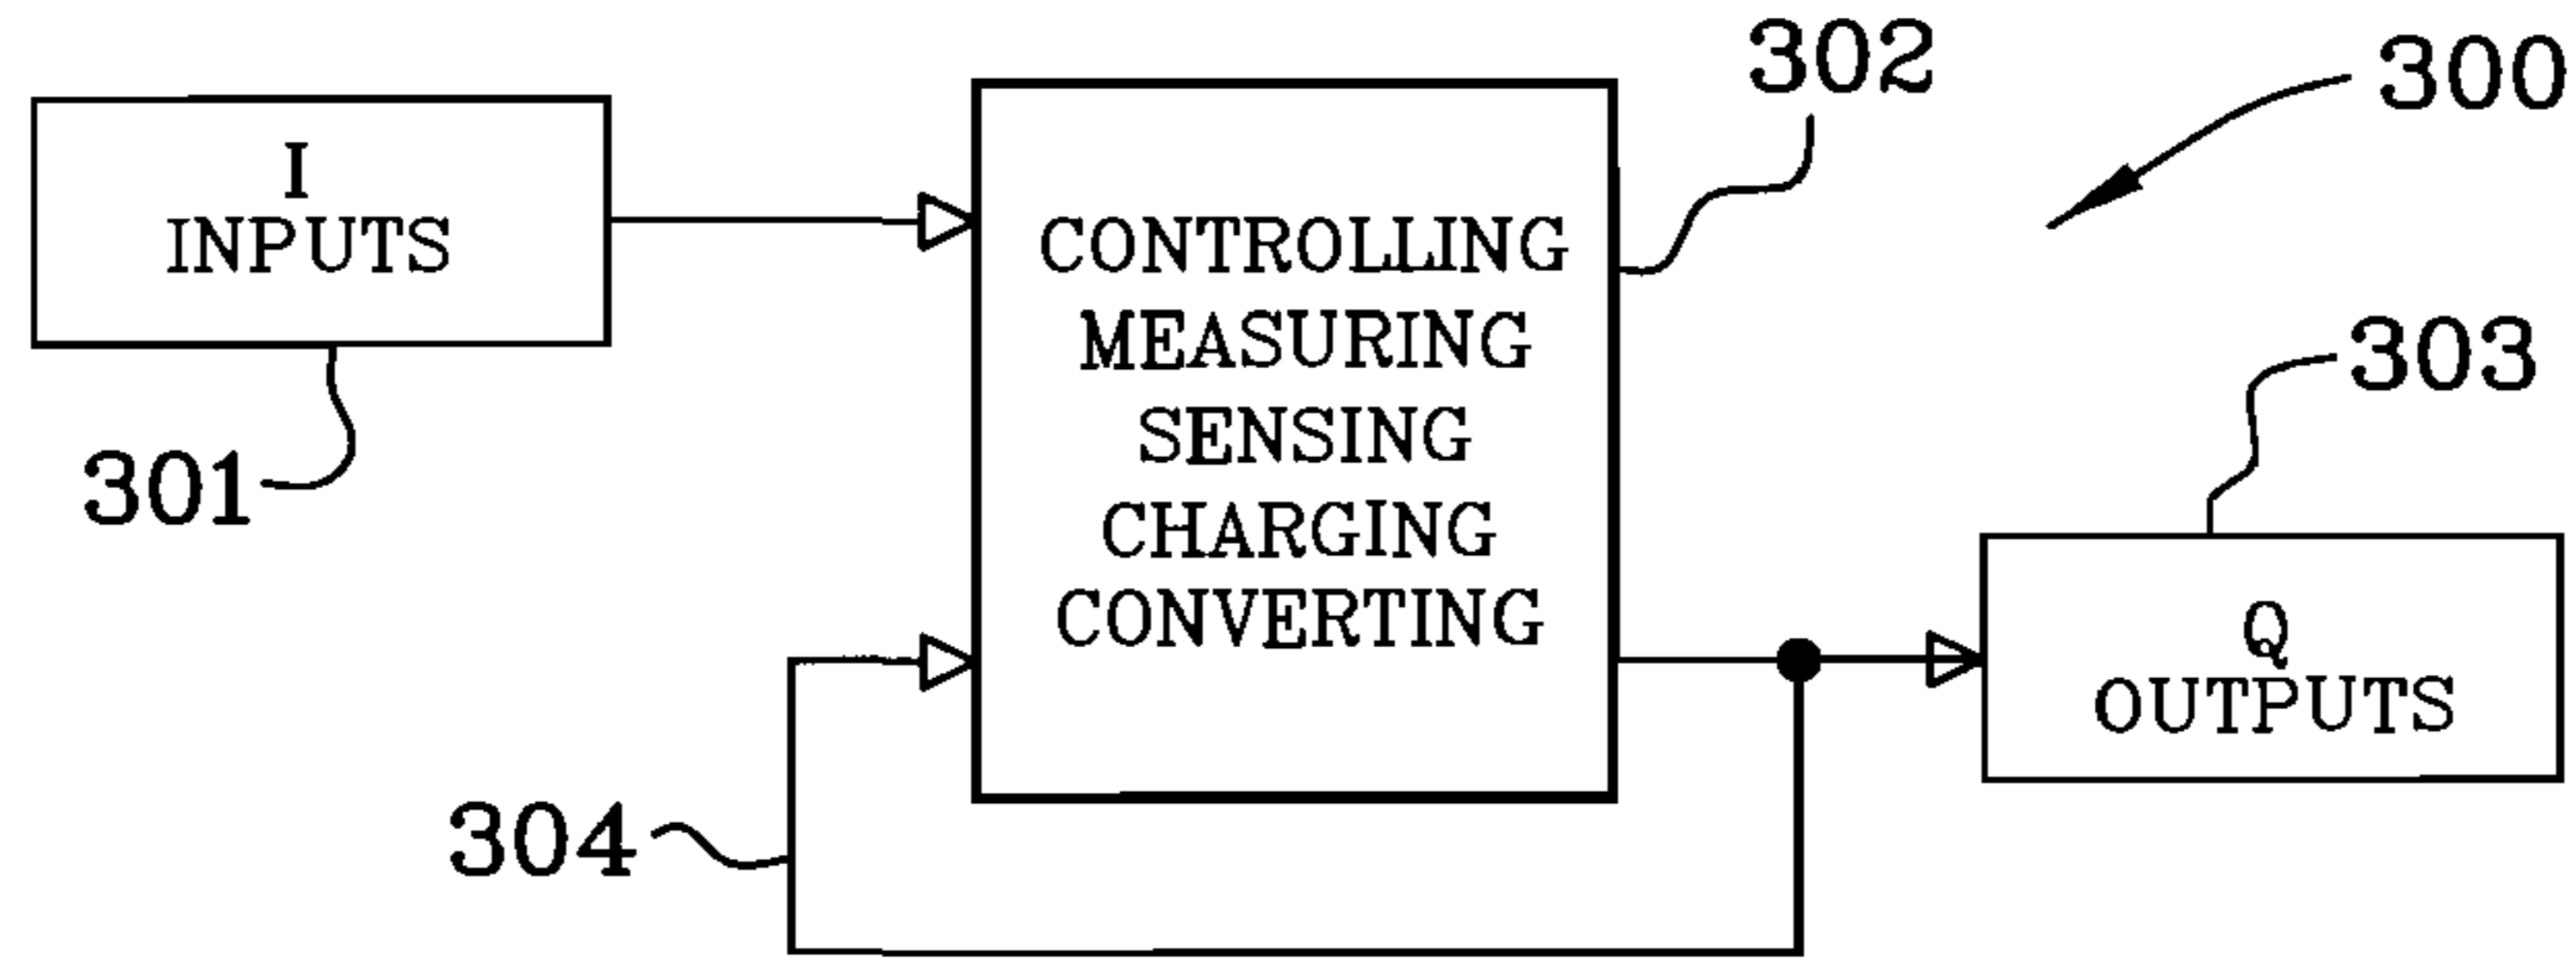 302
300
I
INPUTS
CONTROLLING
MEASURING
SENSING
CHARGING
CONVERTING
301
303
Q
OUTPUTS
304